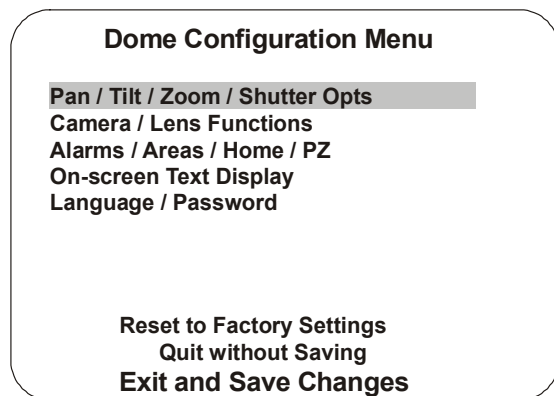 Dome Configuration Menu
Pan / Tilt / Zoom / Shutter Opts
Camera / Lens Functions
Alarms / Areas / Home / PZ
On-screen Text Display
Language / Password
Reset to Factory Settings
Quit without Saving
Exit and Save Changes